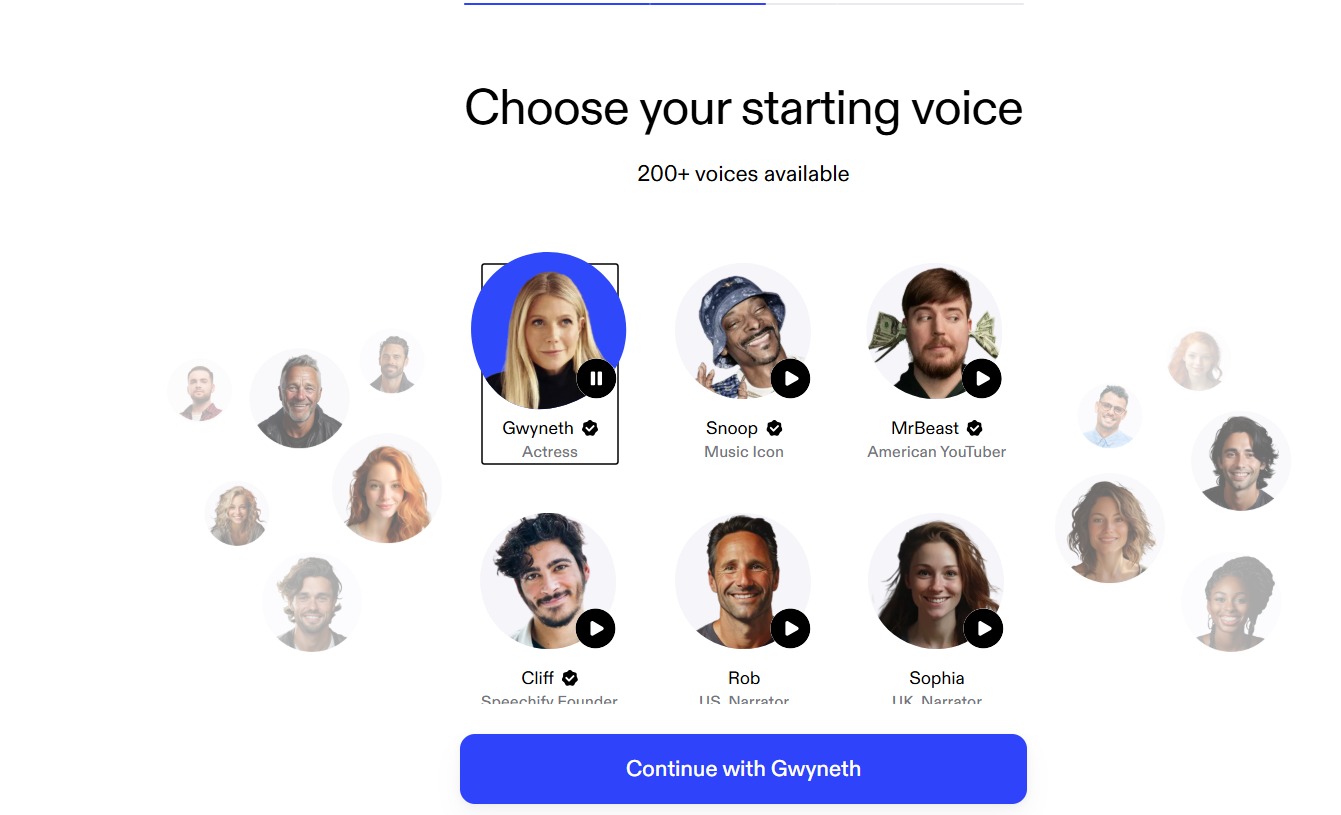 Choose your starting voice
200+ voices available
Gwyneth
Actress
Snoop
Music Icon
MrBeast
American YouTuber
Cliff
Speechify Founder
Rob
US, Narrator
Sophia
UK, Narrator
Continue with Gwyneth